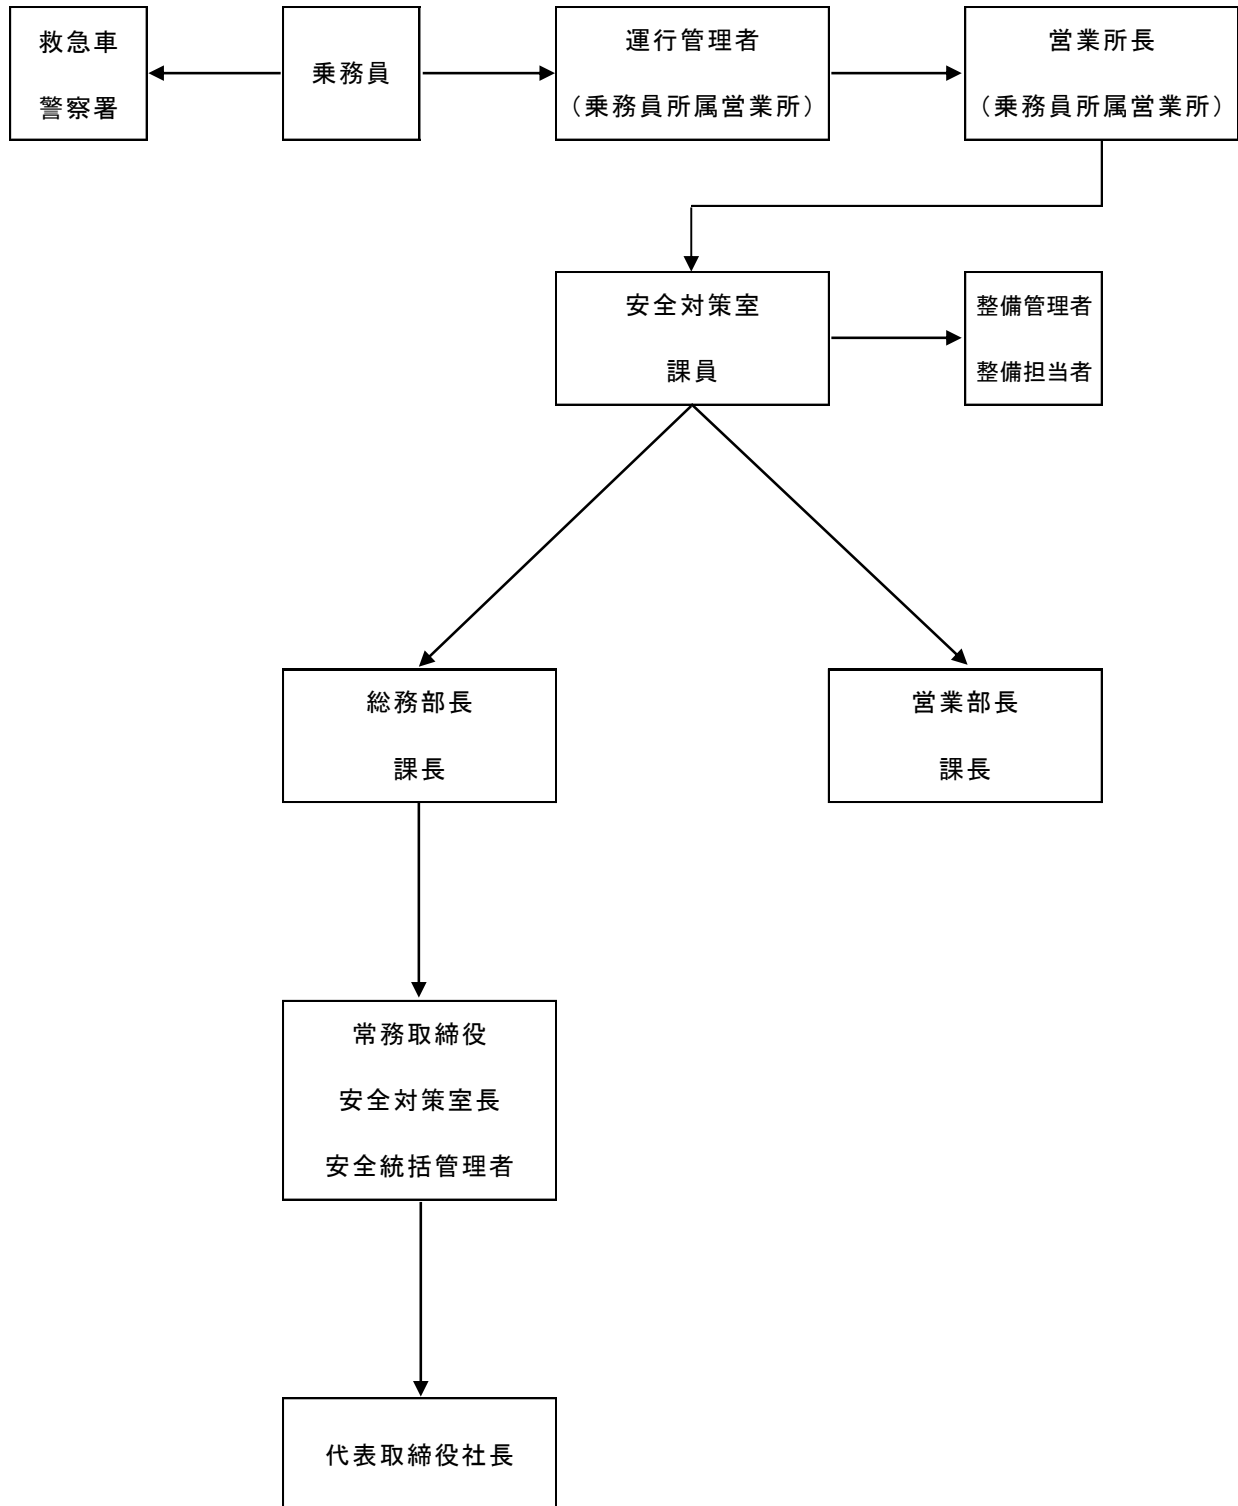 救急車
警察署
乗務員
運行管理者
（乗務員所属営業所）
営業所長
（乗務員所属営業所）
安全対策室
課員
整備管理者
整備担当者
総務部長
課長
営業部長
課長
常務取締役
安全対策室長
安全統括管理者
代表取締役社長